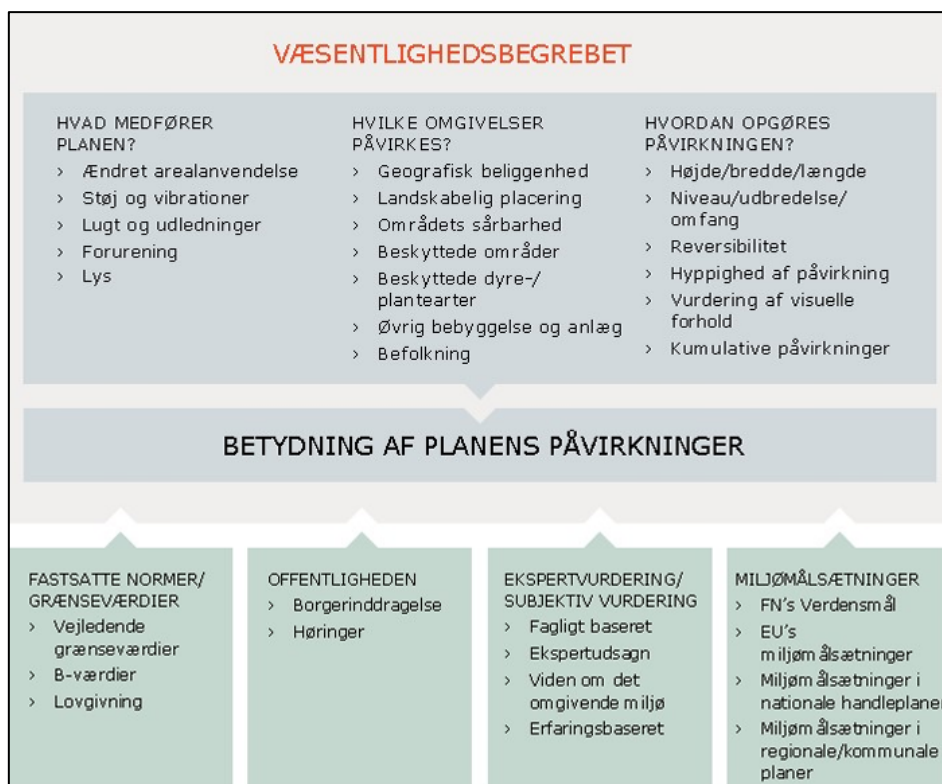 VÆSENTLIGHEDSBEGREBET
HVAD MEDFØRER
PLANEN?
› Ændret arealanvendelse
› Støj og vibrationer
› Lugt og udledninger
› Forurening
› Lys
HVILKE OMGIVELSER
PÅVIRKES?
› Geografisk beliggenhed
› Landskabelig placering
› Områdets sårbarhed
› Beskyttede områder
› Beskyttede dyre-/
plantearter
› Øvrig bebyggelse og anlæg
› Befolkning
HVORDAN OPGØRES
PÅVIRKNINGEN?
› Højde/bredde/længde
› Niveau/udbredelse/
omfang
› Reversibilitet
› Hyppighed af påvirkning
› Vurdering af visuelle
forhold
› Kumulative påvirkninger
BETYDNING AF PLANENS PÅVIRKNINGER
FASTSATTE NORMER/
GRÆNSEVÆRDIER
› Vejledende
grænseværdier
› B-værdier
› Lovgivning
OFFENTLIGHEDEN
› Borgerinddragelse
› Høringer
EKSPERTVURDERING/
SUBJEKTIV VURDERING
› Fagligt baseret
› Ekspertudsagn
› Viden om det
omgivende miljø
› Erfaringsbaseret
MILJØMÅLSÆTNINGER
› FN's Verdensmål
› EU's
miljømålsætninger
› Miljømålsætninger i
nationale handleplaner
› Miljømålsætninger i
regionale/kommunale
planer